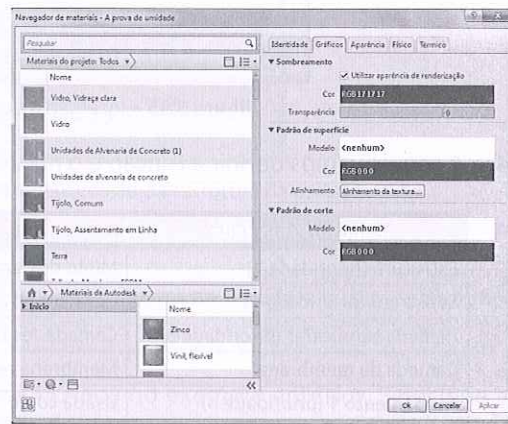 Navegador de materiais - A prova de umidade
Pesquisar
Materiais do projeto: Todos
Nome
Vidro, Vidraça clara
Vidro
Unidades de Alvenaria de Concreto (1)
Unidades de alvenaria de concreto
Tijolo, Comum
Tijolo, Assentamento em Linha
Terra
Materiais da Autodesk
Início
Nome
Zinco
Vinil, flexível
Identidade Gráficos Aparência Físico Térmico
Sombreamento
Utilizar aparência de renderização
Cor RGB 17 17 17
Transparência 0
Padrão de superfície
Modelo <nenhum>
Cor RGB 0 0 0
Alinhamento Alinhamento da textura...
Padrão de corte
Modelo <nenhum>
Cor RGB 0 0 0
Ok Cancelar Aplicar